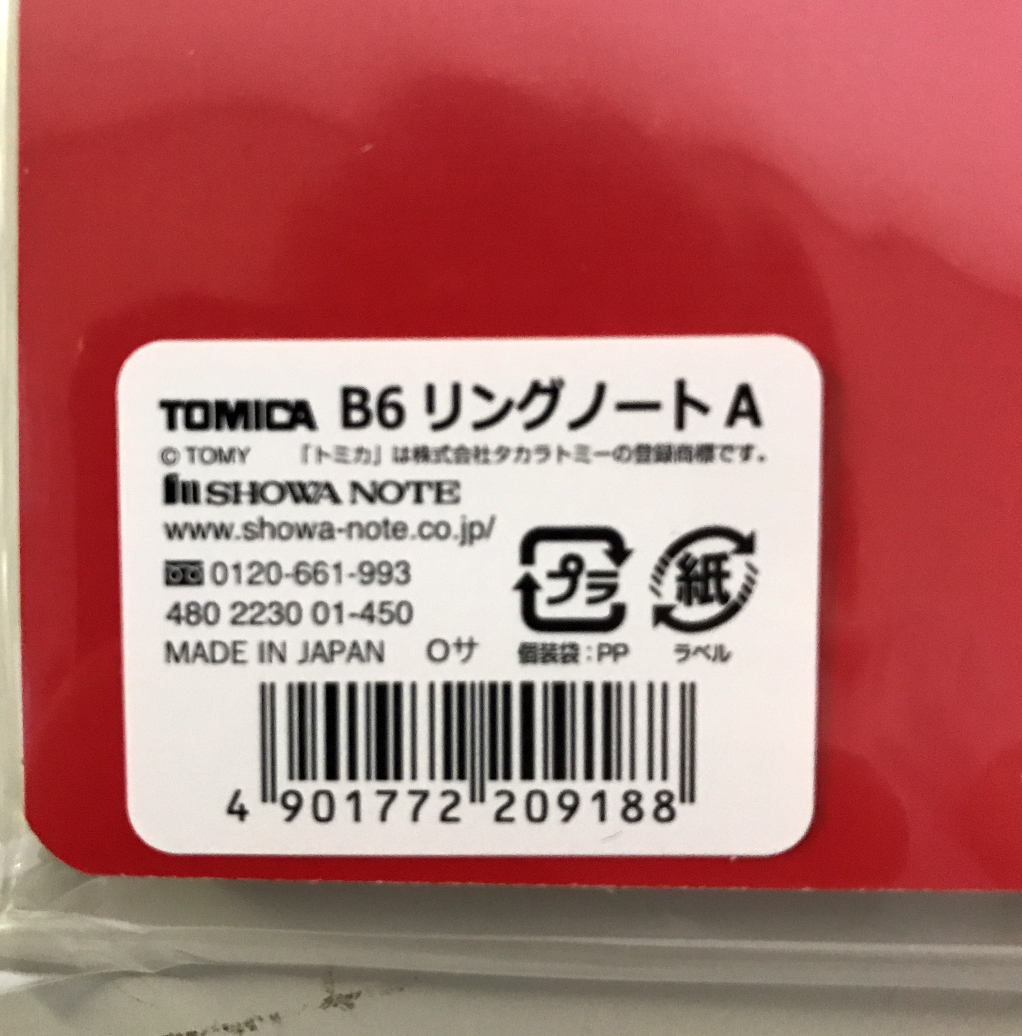 TOMICA B6 リングノート A
© TOMY 「トミカ」は株式会社タカラトミーの登録商標です。
SHOWA NOTE
www.showa-note.co.jp/
0120-661-993
480 2230 01-450
MADE IN JAPAN Oサ
プラ 紙
個装袋：PP ラベル
4 901772 209188